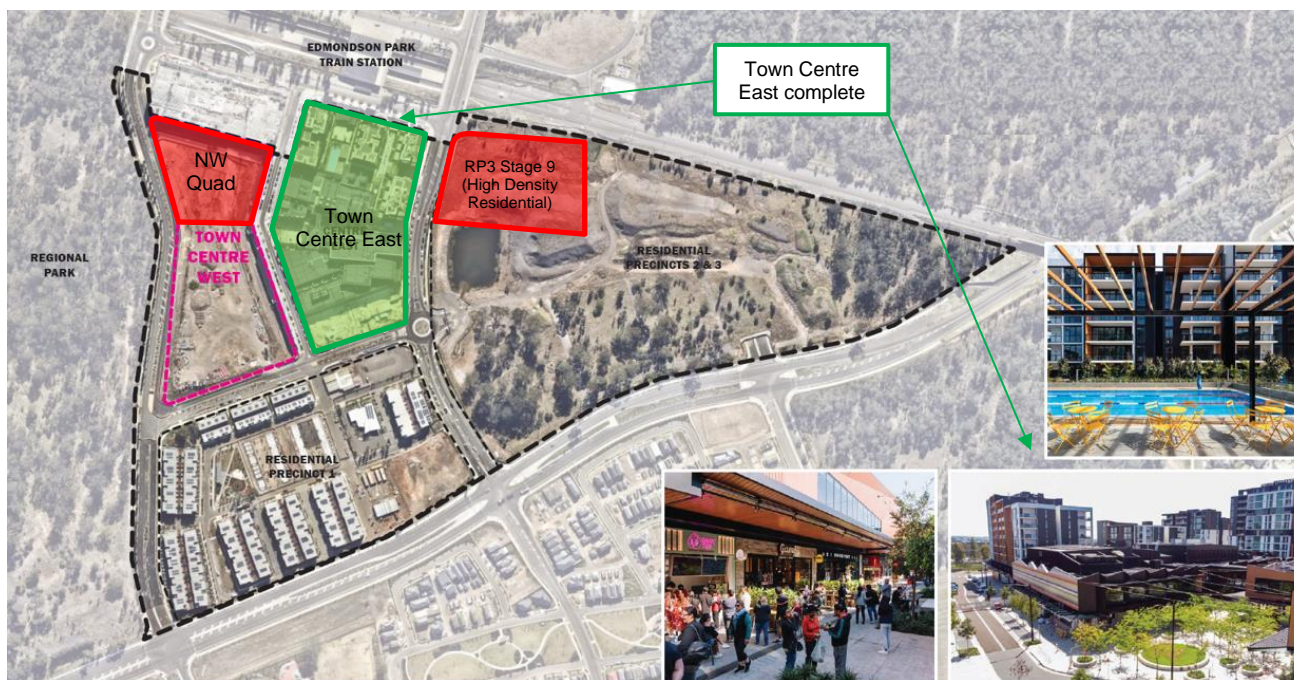 EDMONDSON PARK
TRAIN STATION
Town Centre
East complete
NW
Quad
RP3 Stage 9
(High Density
Residential)
Town
Centre East
TOWN
CENTRE
WEST
REGIONAL
PARK
RESIDENTIAL
PRECINCTS 2 & 3
RESIDENTIAL
PRECINCT 1